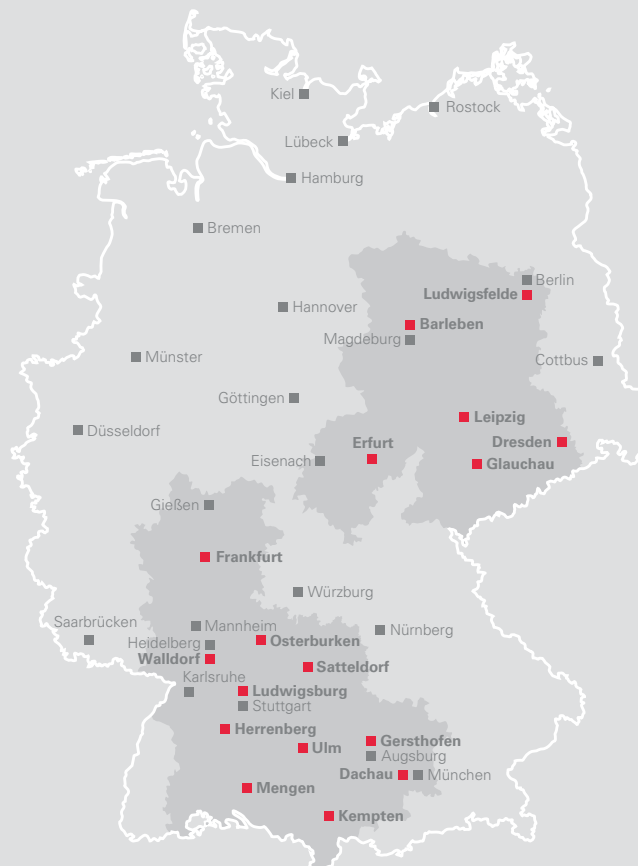 Kiel
Rostock
Lübeck
Hamburg
Bremen
Berlin
Ludwigsfelde
Hannover
Barleben
Magdeburg
Münster
Cottbus
Göttingen
Leipzig
Düsseldorf
Erfurt
Dresden
Eisenach
Glauchau
Gießen
Frankfurt
Würzburg
Saarbrücken
Mannheim
Nürnberg
Heidelberg
Osterburken
Walldorf
Satteldorf
Karlsruhe
Ludwigsburg
Stuttgart
Herrenberg
Gersthofen
Ulm
Augsburg
Dachau
München
Mengen
Kempten